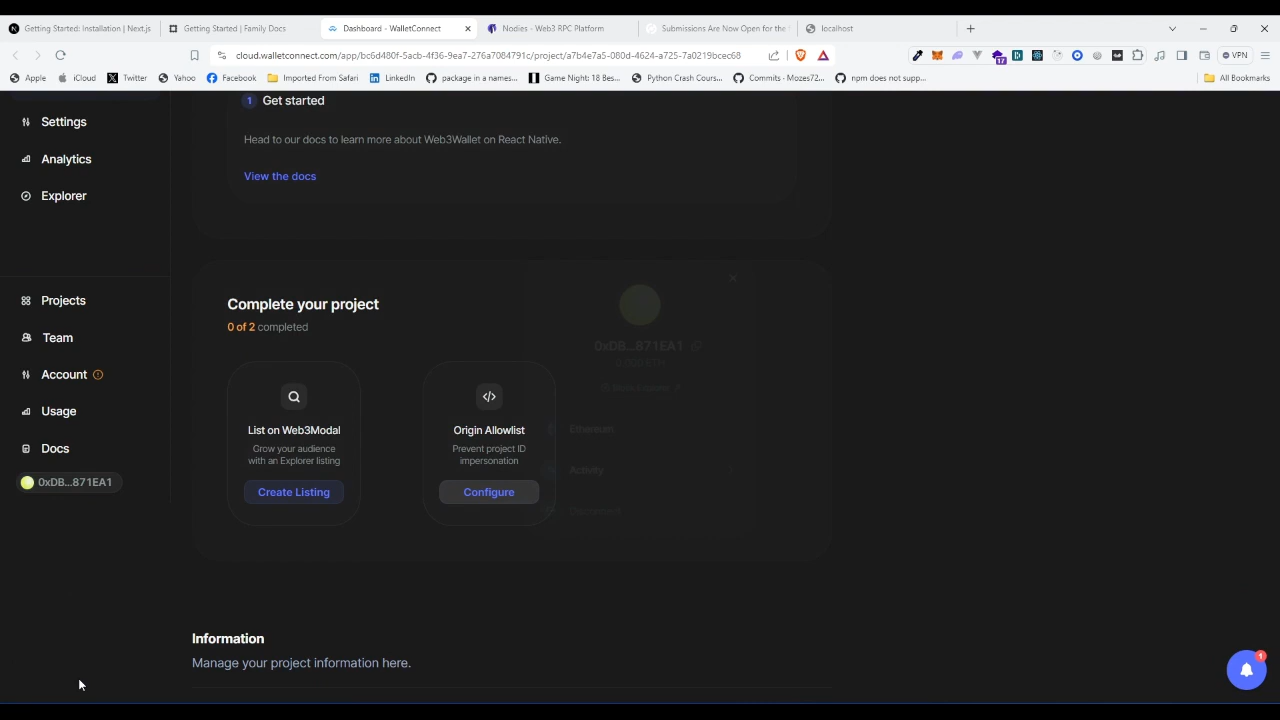 Getting Started: Installation | Next.js
Getting Started | Family Docs
Dashboard - WalletConnect
Nodies - Web3 RPC Platform
Submissions Are Now Open for the
localhost
cloud.walletconnect.com/app/bc6d480f-5acb-4f36-9ea7-276a7084791c/project/a7b4e7a5-080d-4624-a725-7a0219bcec68
17
VPN
Apple
iCloud
Twitter
Yahoo
Facebook
Imported From Safari
LinkedIn
package in a names...
Game Night: 18 Bes...
Python Crash Cours...
Commits · Mozes72...
npm does not supp...
All Bookmarks
Settings
Analytics
Explorer
Projects
Team
Account
Usage
Docs
0xDB...871EA1
1 Get started
Head to our docs to learn more about Web3Wallet on React Native.
View the docs
Complete your project
0 of 2 completed
List on Web3Modal
Grow your audience
with an Explorer listing
Create Listing
Origin Allowlist
Prevent project ID
impersonation
Configure
0xDB...871EA1
Ethereum
Activity
Disconnect
Information
Manage your project information here.
1